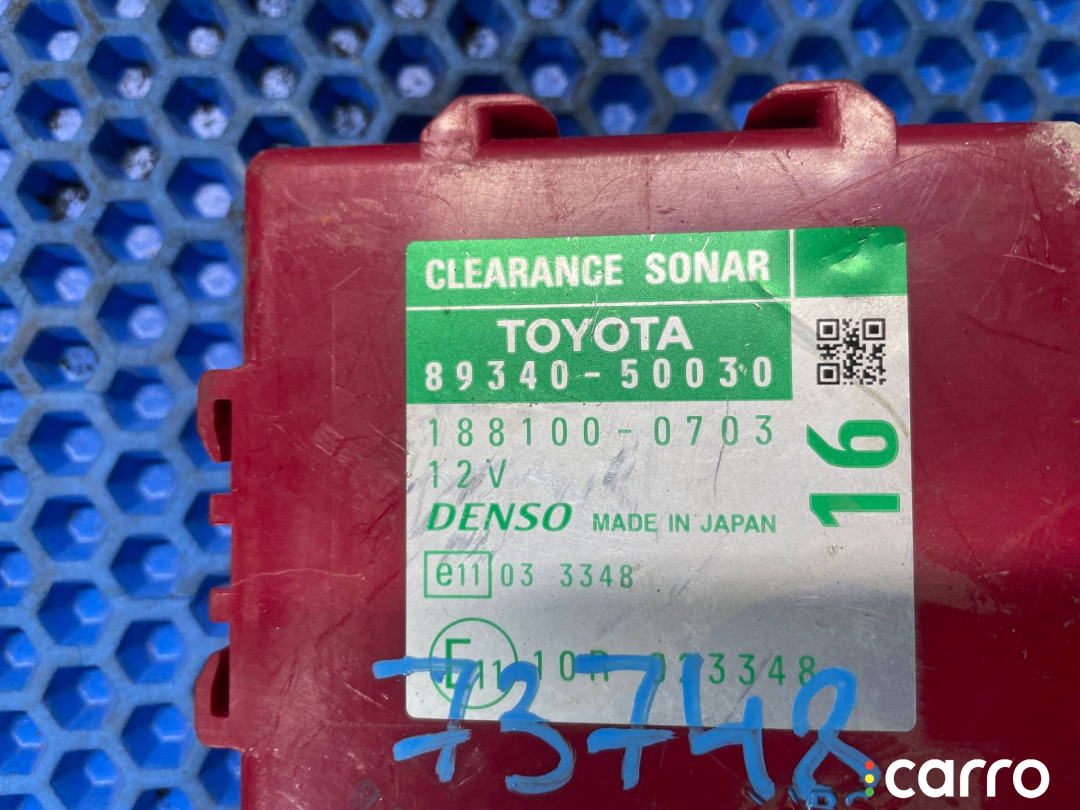 CLEARANCE SONAR
TOYOTA
89340-50030
188100-0703
12V
DENSO MADE IN JAPAN
16
e11 03 3348
E11 10R-023348
73748
carro